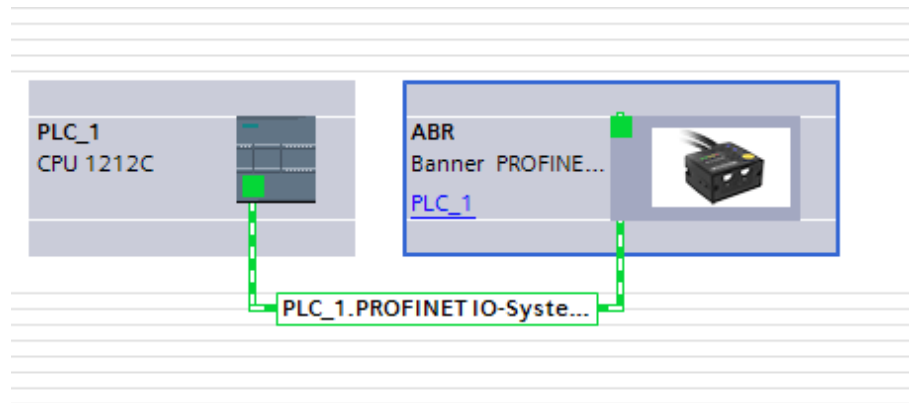 PLC_1
CPU 1212C
ABR
Banner PROFINE...
PLC_1
PLC_1.PROFINET IO-Syste...